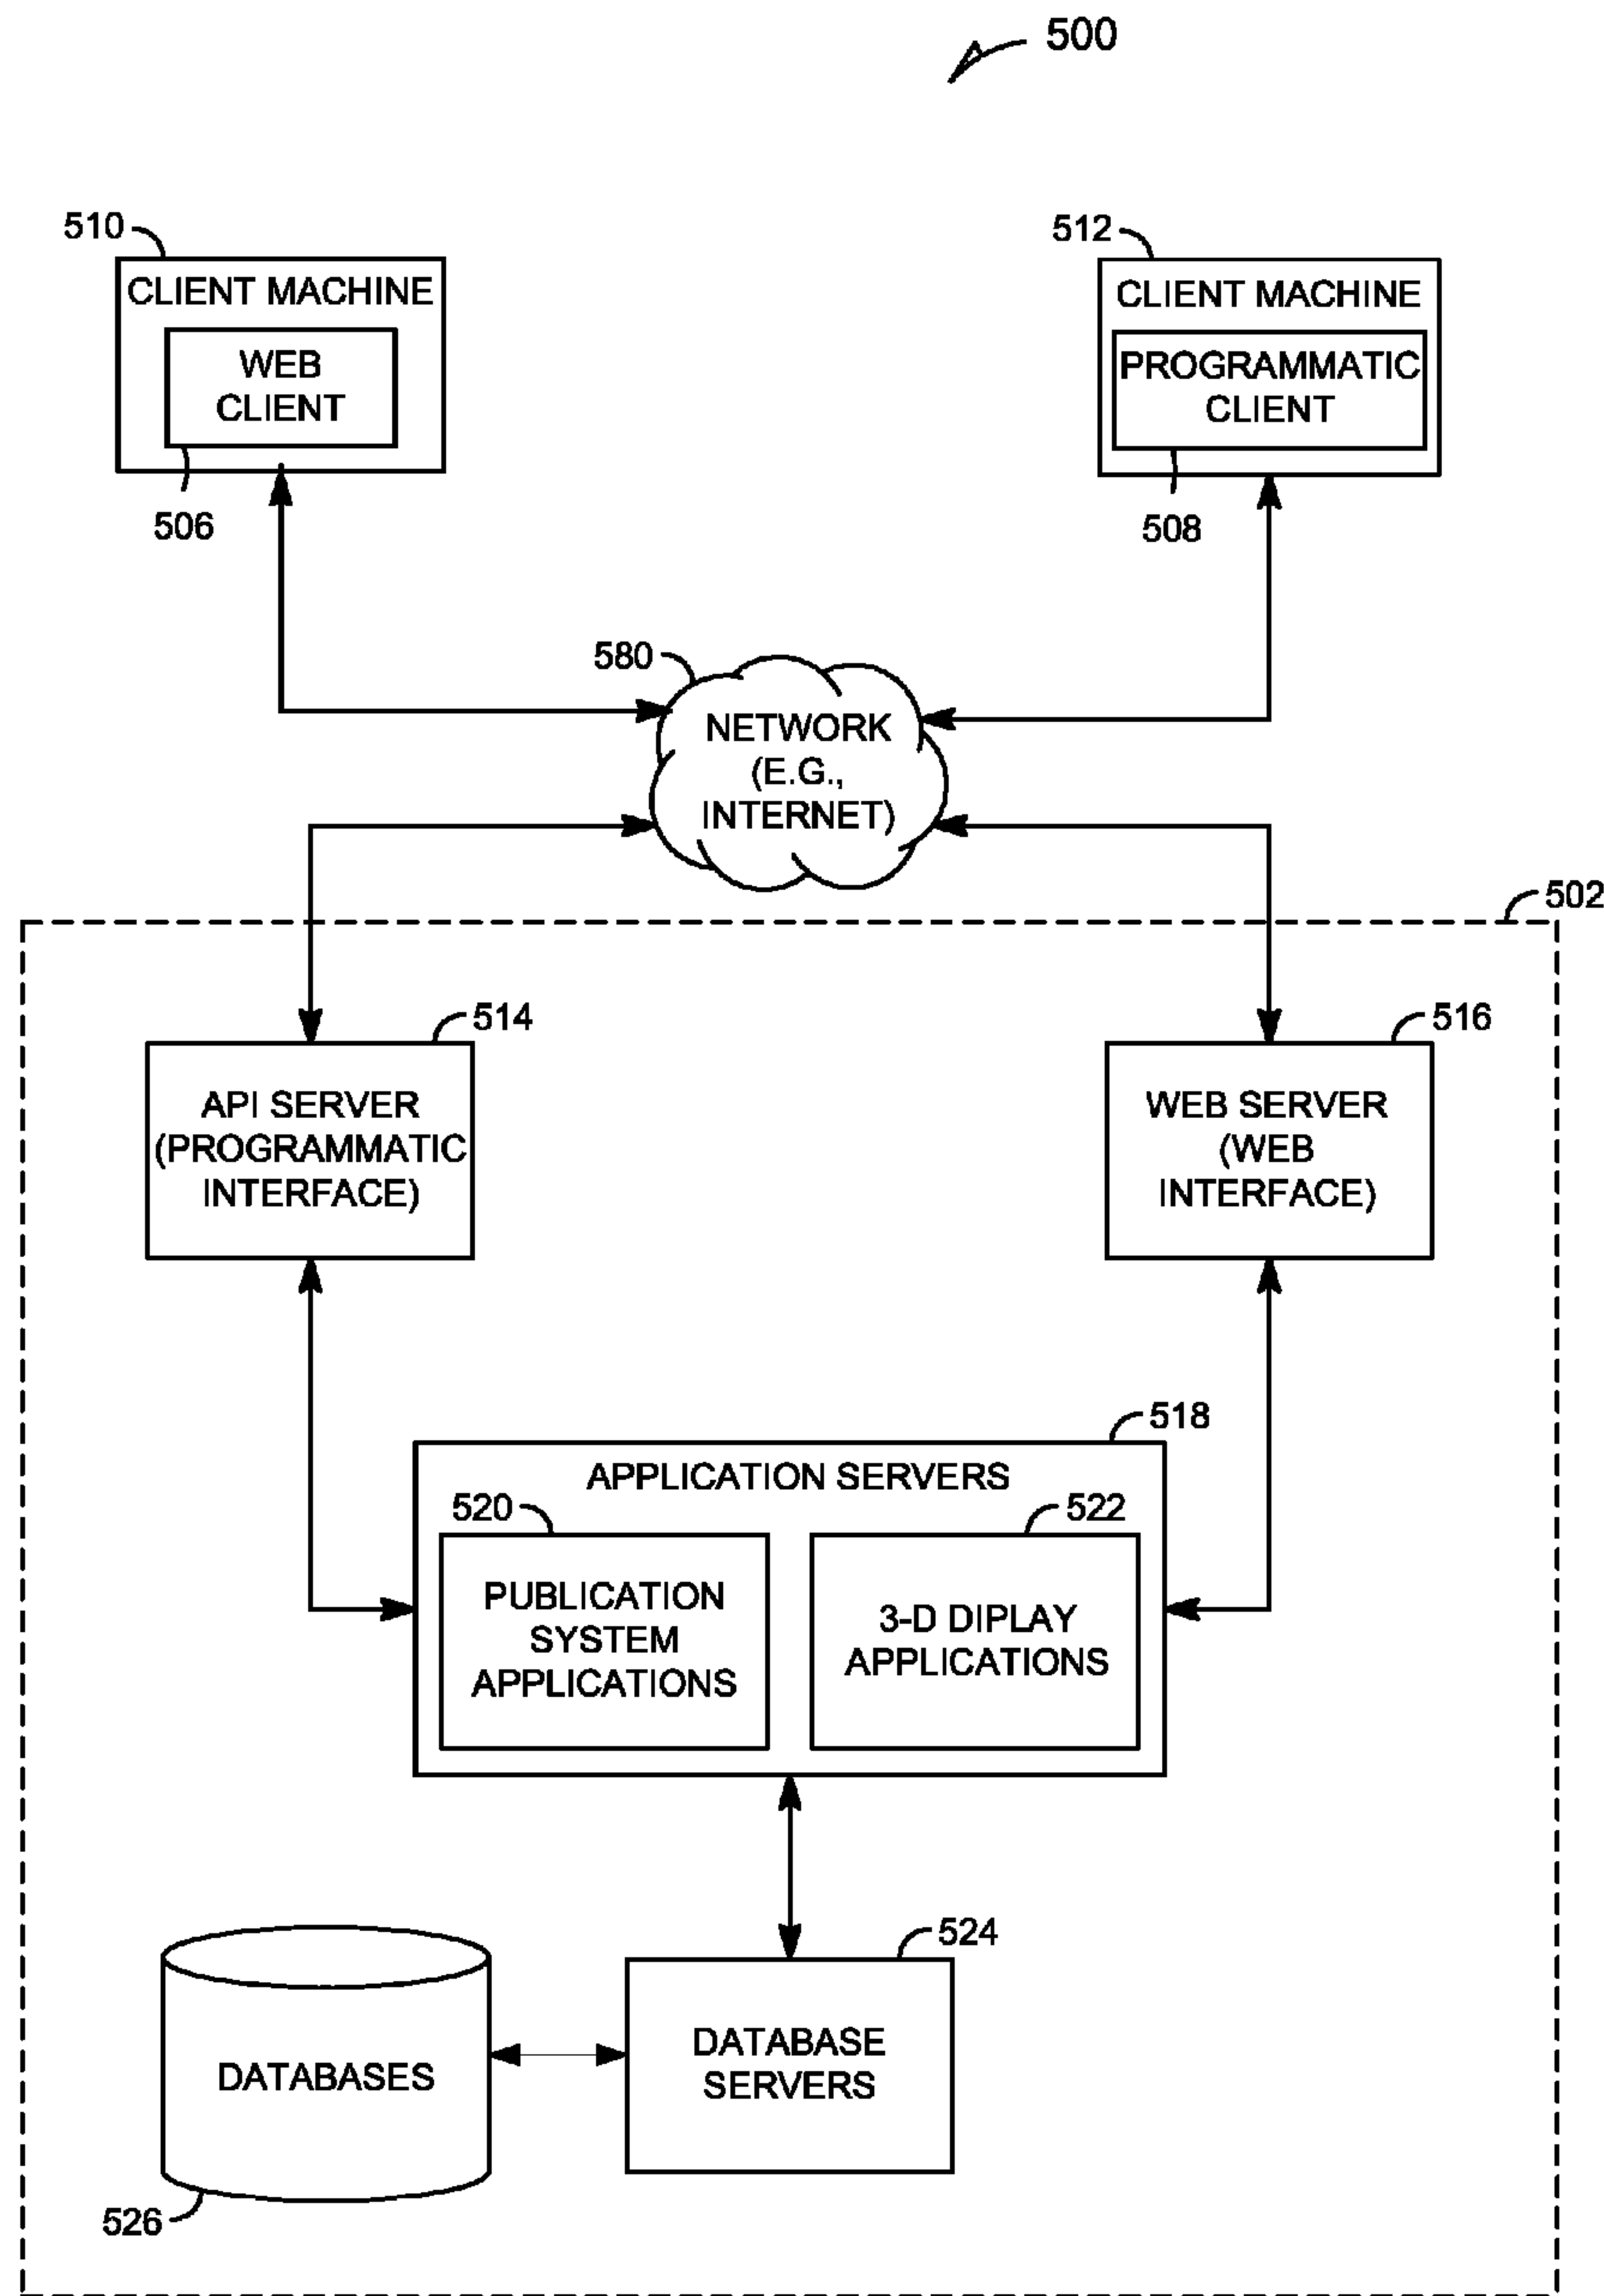 500
510
CLIENT MACHINE
WEB
CLIENT
506
512
CLIENT MACHINE
PROGRAMMATIC
CLIENT
508
580
NETWORK
(E.G.,
INTERNET)
502
514
API SERVER
(PROGRAMMATIC
INTERFACE)
516
WEB SERVER
(WEB
INTERFACE)
518
APPLICATION SERVERS
520
PUBLICATION
SYSTEM
APPLICATIONS
522
3-D DIPLAY
APPLICATIONS
524
DATABASE
SERVERS
DATABASES
526